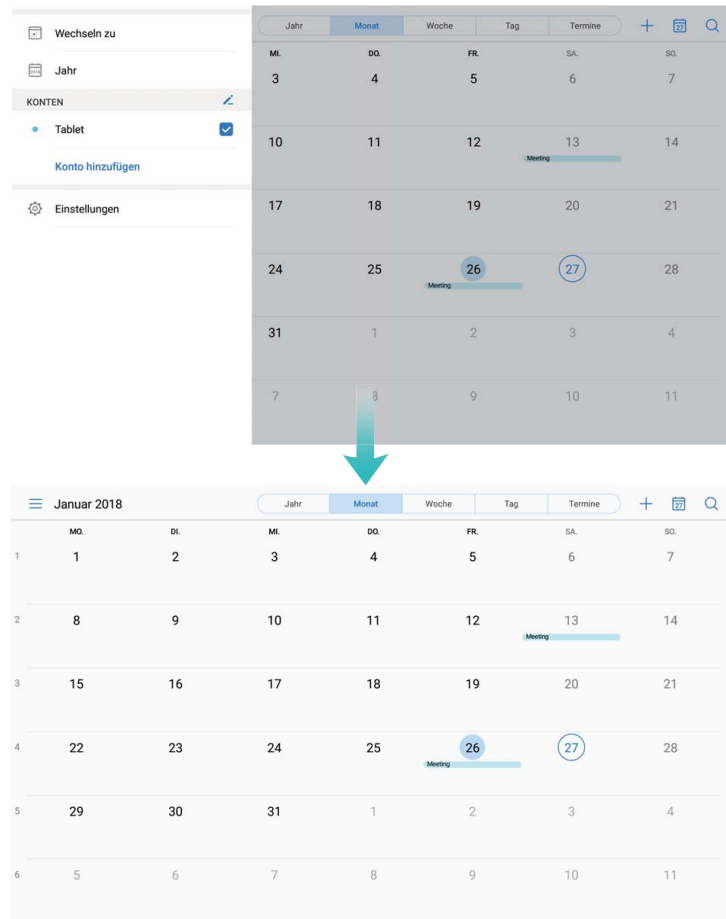 Wechseln zu
Jahr
KONTEN
Tablet
Konto hinzufügen
Einstellungen
Jahr Monat Woche Tag Termine 27
MI. DO. FR. SA. SO.
3 4 5 6 7
10 11 12 13 14
Meeting
17 18 19 20 21
24 25 26 27 28
Meeting
31 1 2 3 4
7 8 9 10 11
Januar 2018 Jahr Monat Woche Tag Termine 27
MO. DI. MI. DO. FR. SA. SO.
1 1 2 3 4 5 6 7
2 8 9 10 11 12 13 14
Meeting
3 15 16 17 18 19 20 21
4 22 23 24 25 26 27 28
Meeting
5 29 30 31 1 2 3 4
6 5 6 7 8 9 10 11